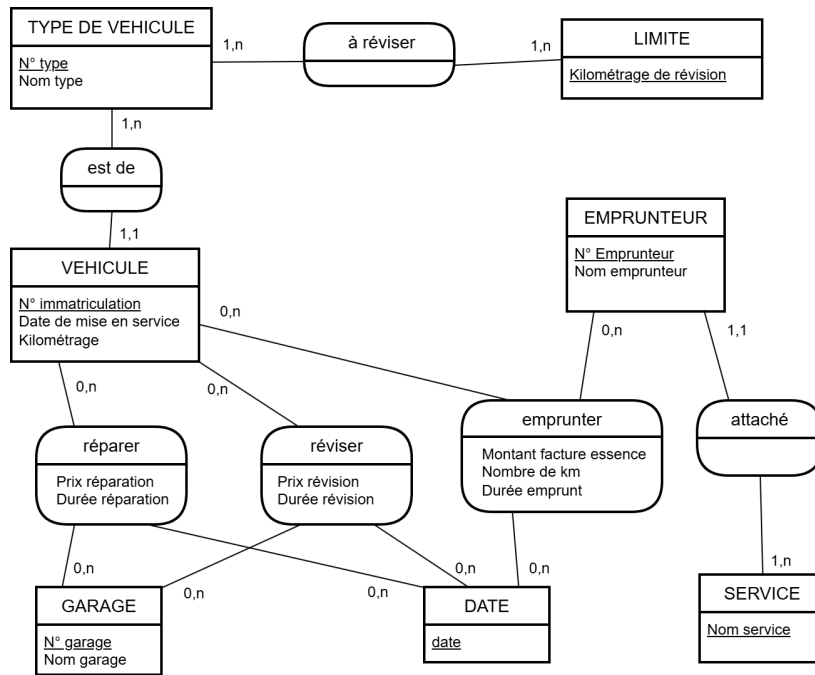 TYPE DE VEHICULE
N° type
Nom type
1,n
à réviser
1,n
LIMITE
Kilométrage de révision
1,n
est de
1,1
VEHICULE
N° immatriculation
Date de mise en service
Kilométrage
EMPRUNTEUR
N° Emprunteur
Nom emprunteur
0,n
0,n
1,1
0,n
0,n
réparer
Prix réparation
Durée réparation
réviser
Prix révision
Durée révision
emprunter
Montant facture essence
Nombre de km
Durée emprunt
attaché
0,n
0,n
0,n
0,n
0,n
1,n
GARAGE
N° garage
Nom garage
DATE
date
SERVICE
Nom service